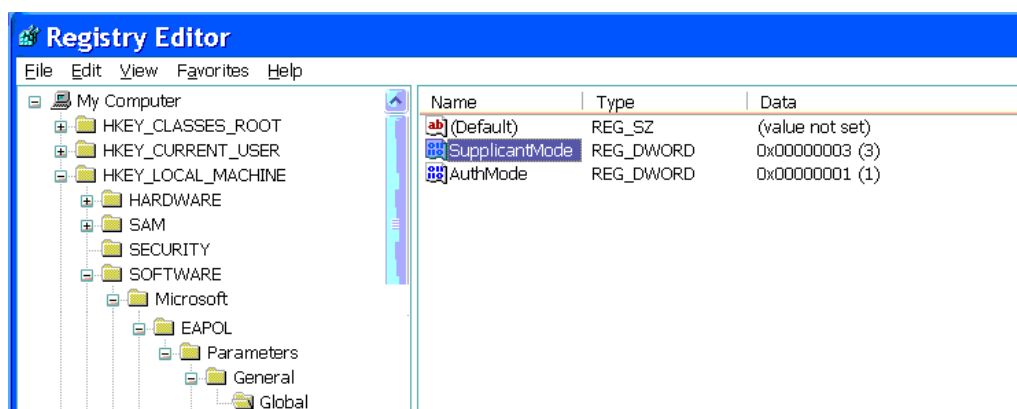 Registry Editor
File Edit View Favorites Help
My Computer
HKEY_CLASSES_ROOT
HKEY_CURRENT_USER
HKEY_LOCAL_MACHINE
HARDWARE
SAM
SECURITY
SOFTWARE
Microsoft
EAPOL
Parameters
General
Global
Name Type Data
ab (Default) REG_SZ (value not set)
SupplicantMode REG_DWORD 0x00000003 (3)
AuthMode REG_DWORD 0x00000001 (1)